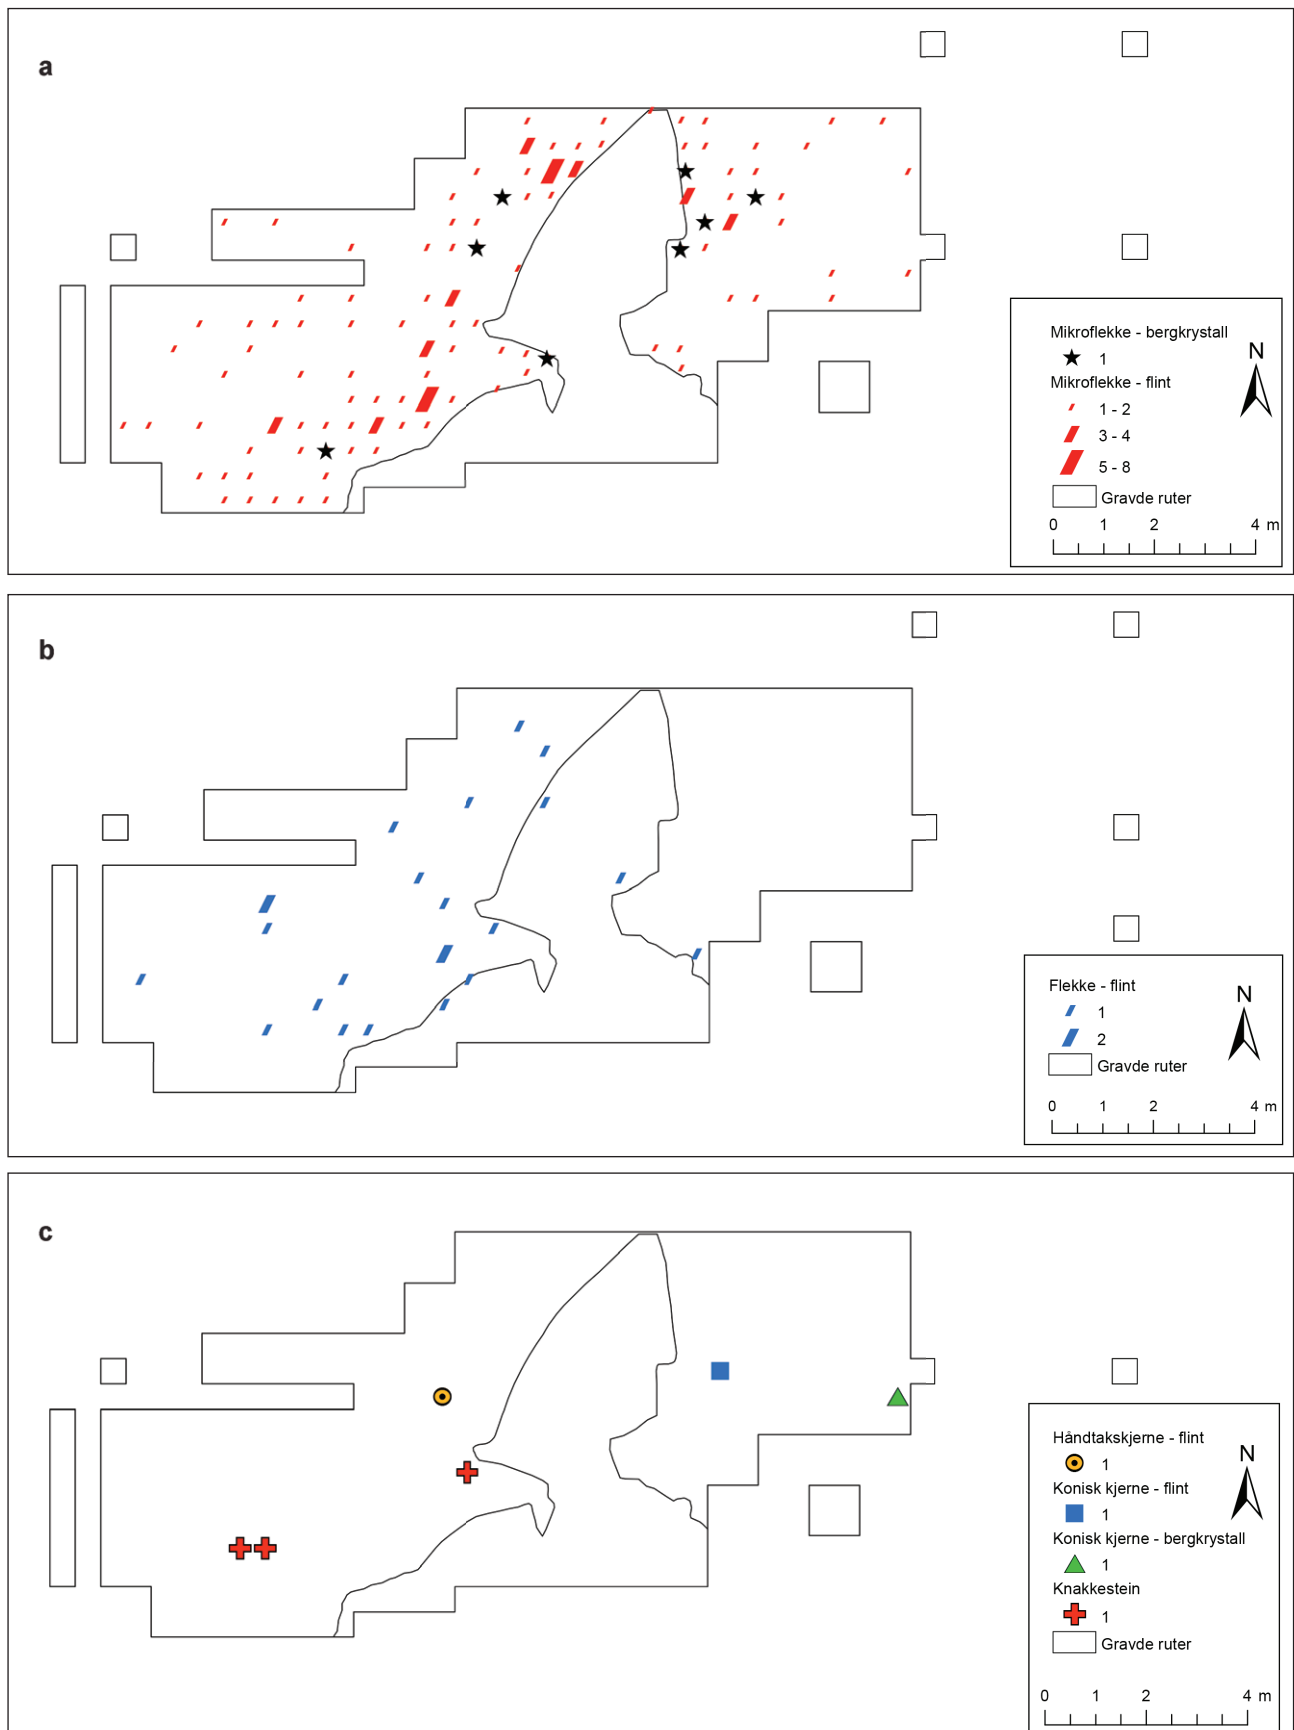 a
Mikroflekke - bergkrystall
1
Mikroflekke - flint
1 - 2
3 - 4
5 - 8
Gravde ruter
N
0 1 2 4 m
b
Flekke - flint
1
2
Gravde ruter
N
0 1 2 4 m
c
Håndtakskjerne - flint
1
Konisk kjerne - flint
1
Konisk kjerne - bergkrystall
1
Knakkestein
1
Gravde ruter
N
0 1 2 4 m